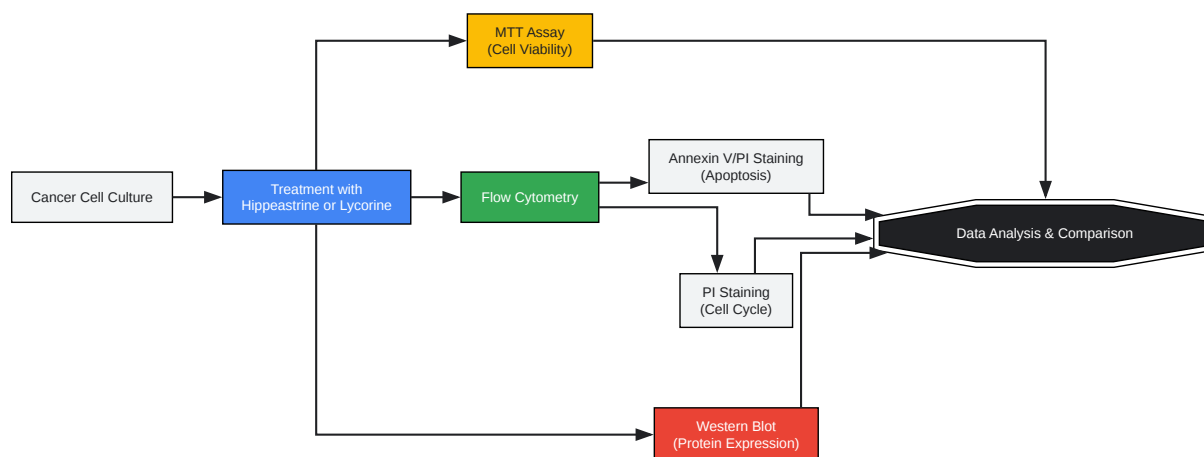 MTT Assay
(Cell Viability)
Annexin V/PI Staining
(Apoptosis)
Cancer Cell Culture
Treatment with
Hippeastrine or Lycorine
Flow Cytometry
Data Analysis & Comparison
PI Staining
(Cell Cycle)
Western Blot
(Protein Expression)